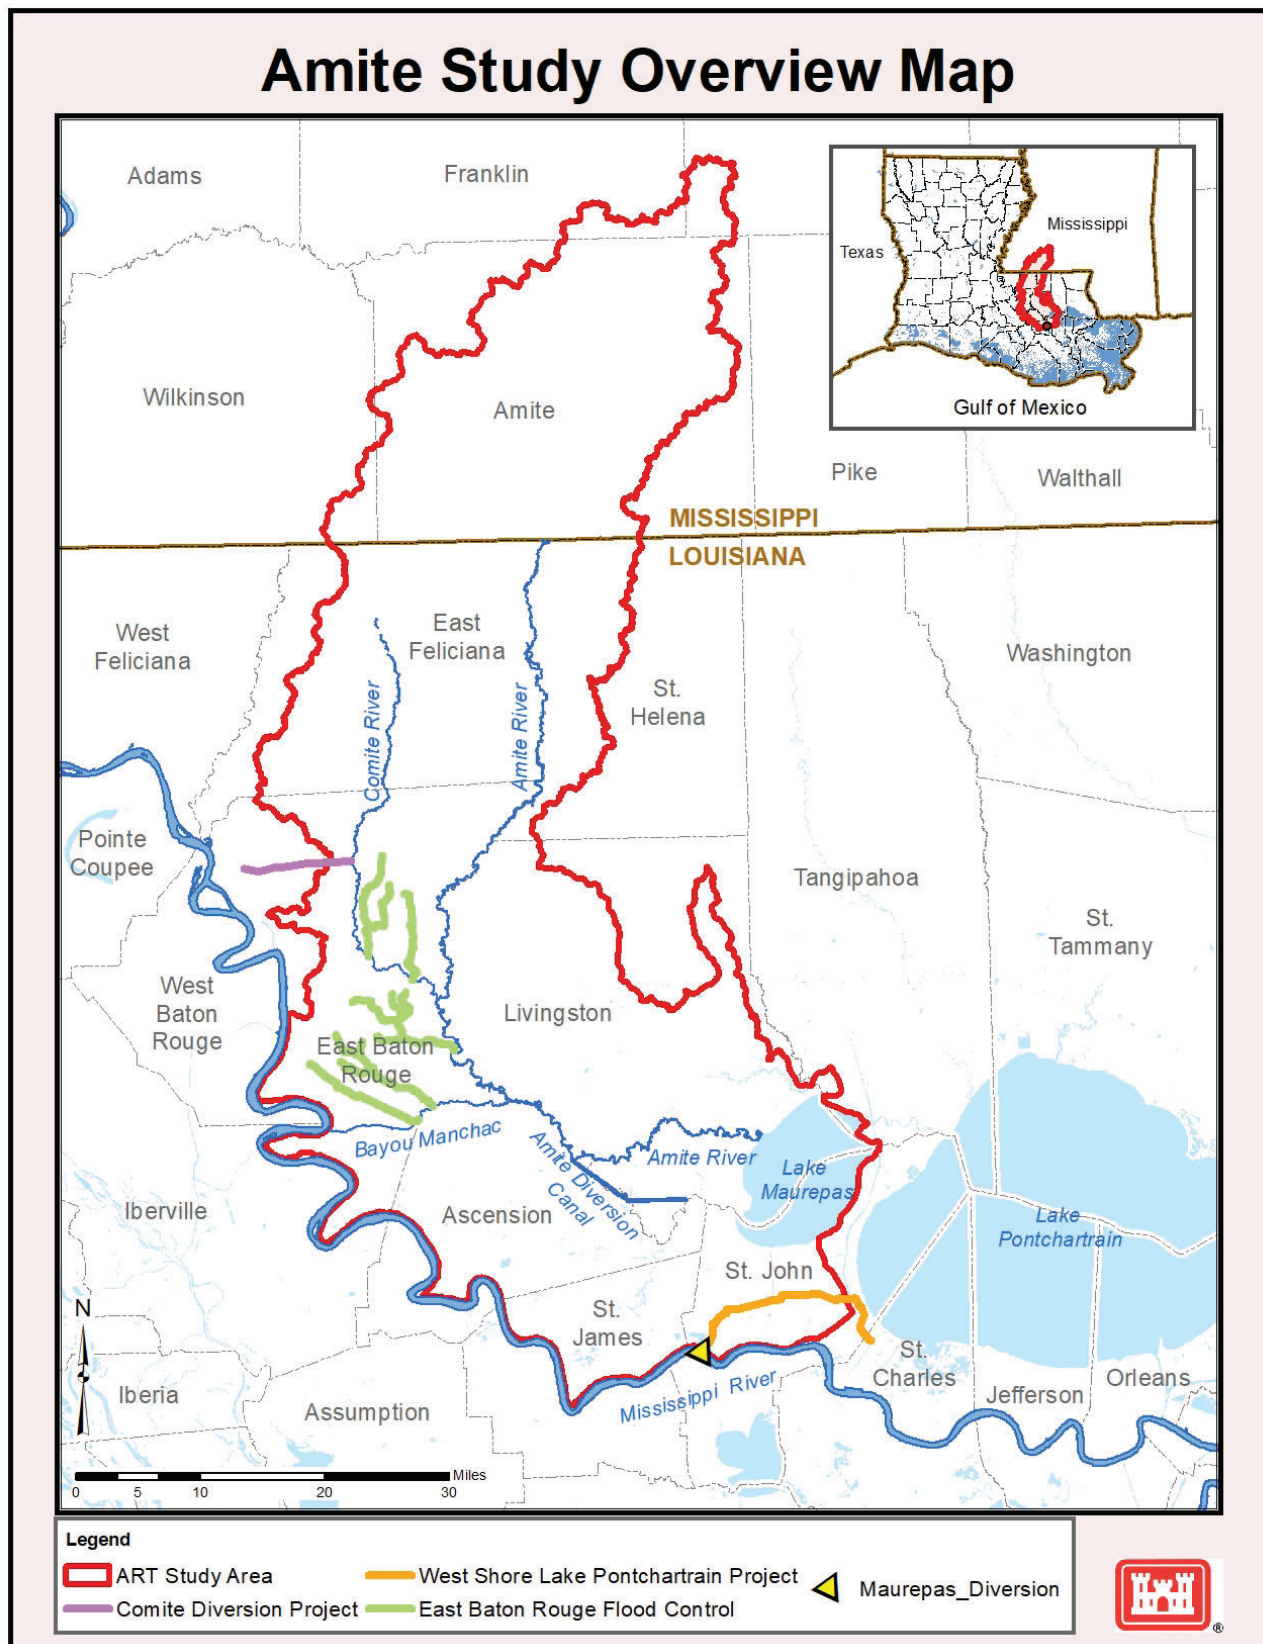 Amite Study Overview Map
Adams
Franklin
Texas
Mississippi
Gulf of Mexico
Wilkinson
Amite
Pike
Walthall
MISSISSIPPI
LOUISIANA
West
Feliciana
East
Feliciana
Washington
St.
Helena
Comite River
Amite River
Pointe
Coupee
Tangipahoa
St.
Tammany
West
Baton
Rouge
Livingston
East Baton
Rouge
Bayou Manchac
Amite River
Lake
Maurepas
Amite Diversion
Canal
Iberville
Ascension
Lake
Pontchartrain
St. John
St.
James
N
St.
Charles
Orleans
Jefferson
Iberia
Assumption
Mississippi River
Miles
0 5 10 20 30
Legend
ART Study Area
West Shore Lake Pontchartrain Project
Maurepas_Diversion
Comite Diversion Project
East Baton Rouge Flood Control
®